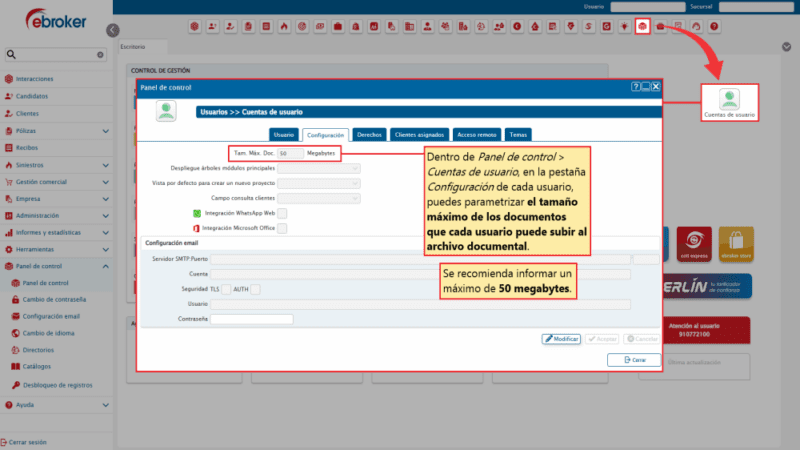 Usuario
Sucursal
ebroker
Escritorio
Interacciones
Candidatos
Clientes
Pólizas
Recibos
Siniestros
Gestión comercial
Empresa
Administración
Informes y estadísticas
Herramientas
Panel de control
Panel de control
Cambio de contraseña
Configuración email
Cambio de idioma
Directorios
Catálogos
Desbloqueo de registros
Ayuda
Cerrar sesión
CONTROL DE GESTIÓN
Panel de control
Usuarios >> Cuentas de usuario
Usuario
Configuración
Derechos
Clientes asignados
Acceso remoto
Temas
Tam. Máx. Doc. 50 Megabytes
Despliegue árboles módulos principales
Vista por defecto para crear un nuevo proyecto
Campo consulta clientes
Integración WhatsApp Web
Integración Microsoft Office
Configuración email
Servidor SMTP Puerto
Cuenta
Seguridad TLS AUTH
Usuario
Contraseña
Modificar
Aceptar
Cancelar
Cerrar
Dentro de Panel de control >
Cuentas de usuario, en la pestaña
Configuración de cada usuario,
puedes parametrizar el tamaño
máximo de los documentos
que cada usuario puede subir al
archivo documental.
Se recomienda informar un
máximo de 50 megabytes.
Cuentas de usuario
ebroker store
ERLÍN
Atención al usuario
910772100
Última actualización